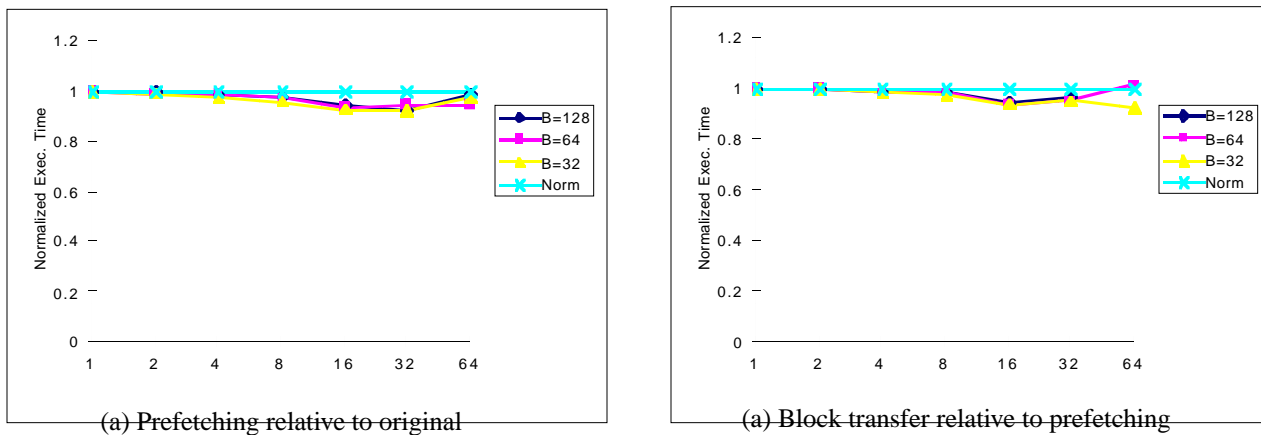 1.2
1
0.8
0.6
0.4
0.2
0
Normalized Exec. Time
1 2 4 8 16 32 64
B=128
B=64
B=32
Norm
(a) Prefetching relative to original
1.2
1
0.8
0.6
0.4
0.2
0
Normalized Exec. Time
1 2 4 8 16 32 64
B=128
B=64
B=32
Norm
(a) Block transfer relative to prefetching